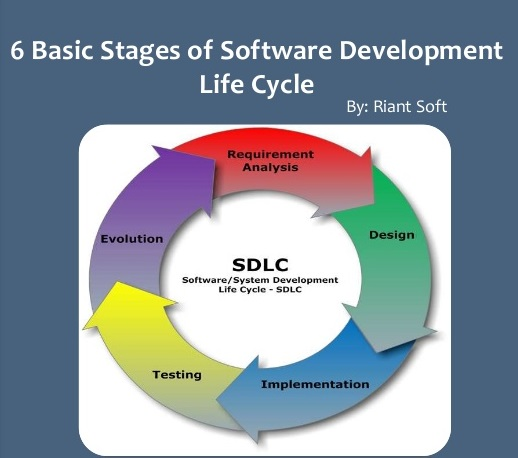 6 Basic Stages of Software Development
Life Cycle
By: Riant Soft
Requirement
Analysis
Design
Evolution
SDLC
Software/System Development
Life Cycle - SDLC
Testing
Implementation